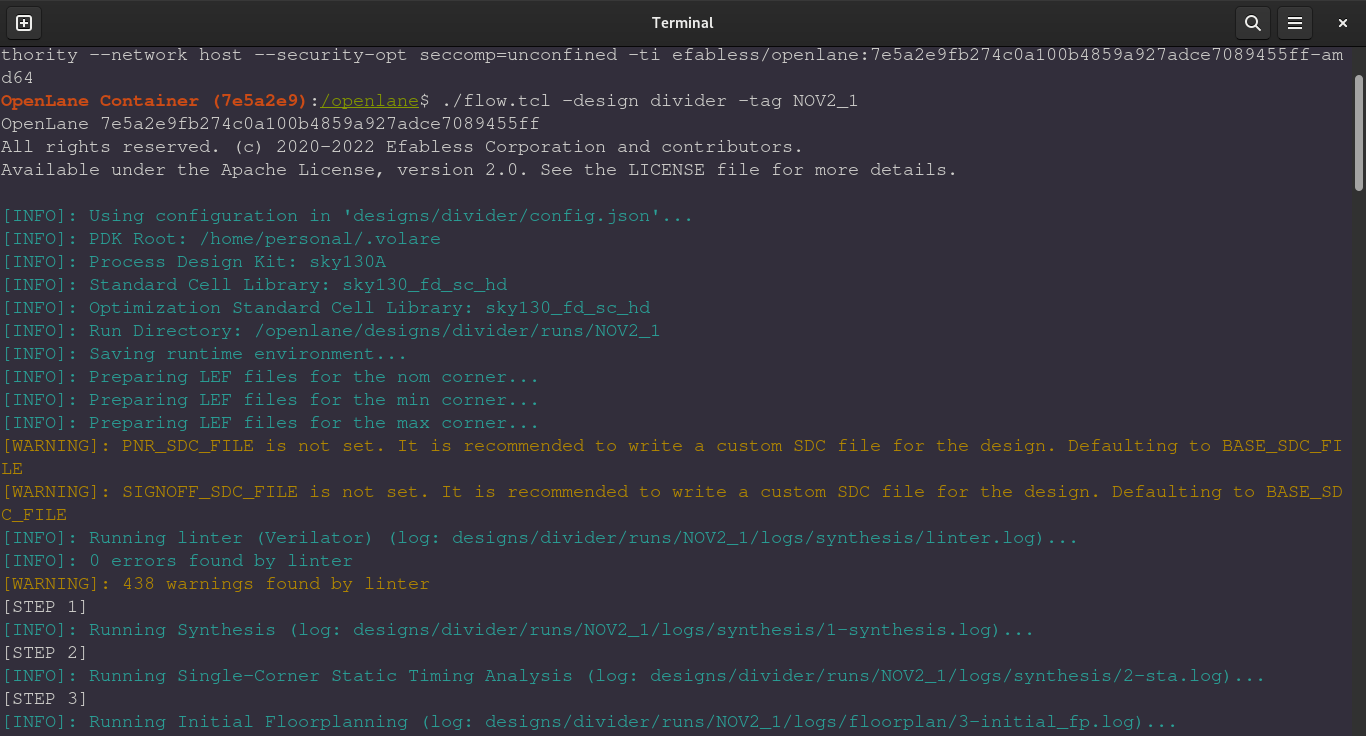 Terminal
thority --network host --security-opt seccomp=unconfined -ti efabless/openlane:7e5a2e9fb274c0a100b4859a927adce7089455ff-am
d64
OpenLane Container (7e5a2e9):/openlane$ ./flow.tcl -design divider -tag NOV2_1
OpenLane 7e5a2e9fb274c0a100b4859a927adce7089455ff
All rights reserved. (c) 2020-2022 Efabless Corporation and contributors.
Available under the Apache License, version 2.0. See the LICENSE file for more details.
[INFO]: Using configuration in 'designs/divider/config.json'...
[INFO]: PDK Root: /home/personal/.volare
[INFO]: Process Design Kit: sky130A
[INFO]: Standard Cell Library: sky130_fd_sc_hd
[INFO]: Optimization Standard Cell Library: sky130_fd_sc_hd
[INFO]: Run Directory: /openlane/designs/divider/runs/NOV2_1
[INFO]: Saving runtime environment...
[INFO]: Preparing LEF files for the nom corner...
[INFO]: Preparing LEF files for the min corner...
[INFO]: Preparing LEF files for the max corner...
[WARNING]: PNR_SDC_FILE is not set. It is recommended to write a custom SDC file for the design. Defaulting to BASE_SDC_FI
LE
[WARNING]: SIGNOFF_SDC_FILE is not set. It is recommended to write a custom SDC file for the design. Defaulting to BASE_SD
C_FILE
[INFO]: Running linter (Verilator) (log: designs/divider/runs/NOV2_1/logs/synthesis/linter.log)...
[INFO]: 0 errors found by linter
[WARNING]: 438 warnings found by linter
[STEP 1]
[INFO]: Running Synthesis (log: designs/divider/runs/NOV2_1/logs/synthesis/1-synthesis.log)...
[STEP 2]
[INFO]: Running Single-Corner Static Timing Analysis (log: designs/divider/runs/NOV2_1/logs/synthesis/2-sta.log)...
[STEP 3]
[INFO]: Running Initial Floorplanning (log: designs/divider/runs/NOV2_1/logs/floorplan/3-initial_fp.log)...